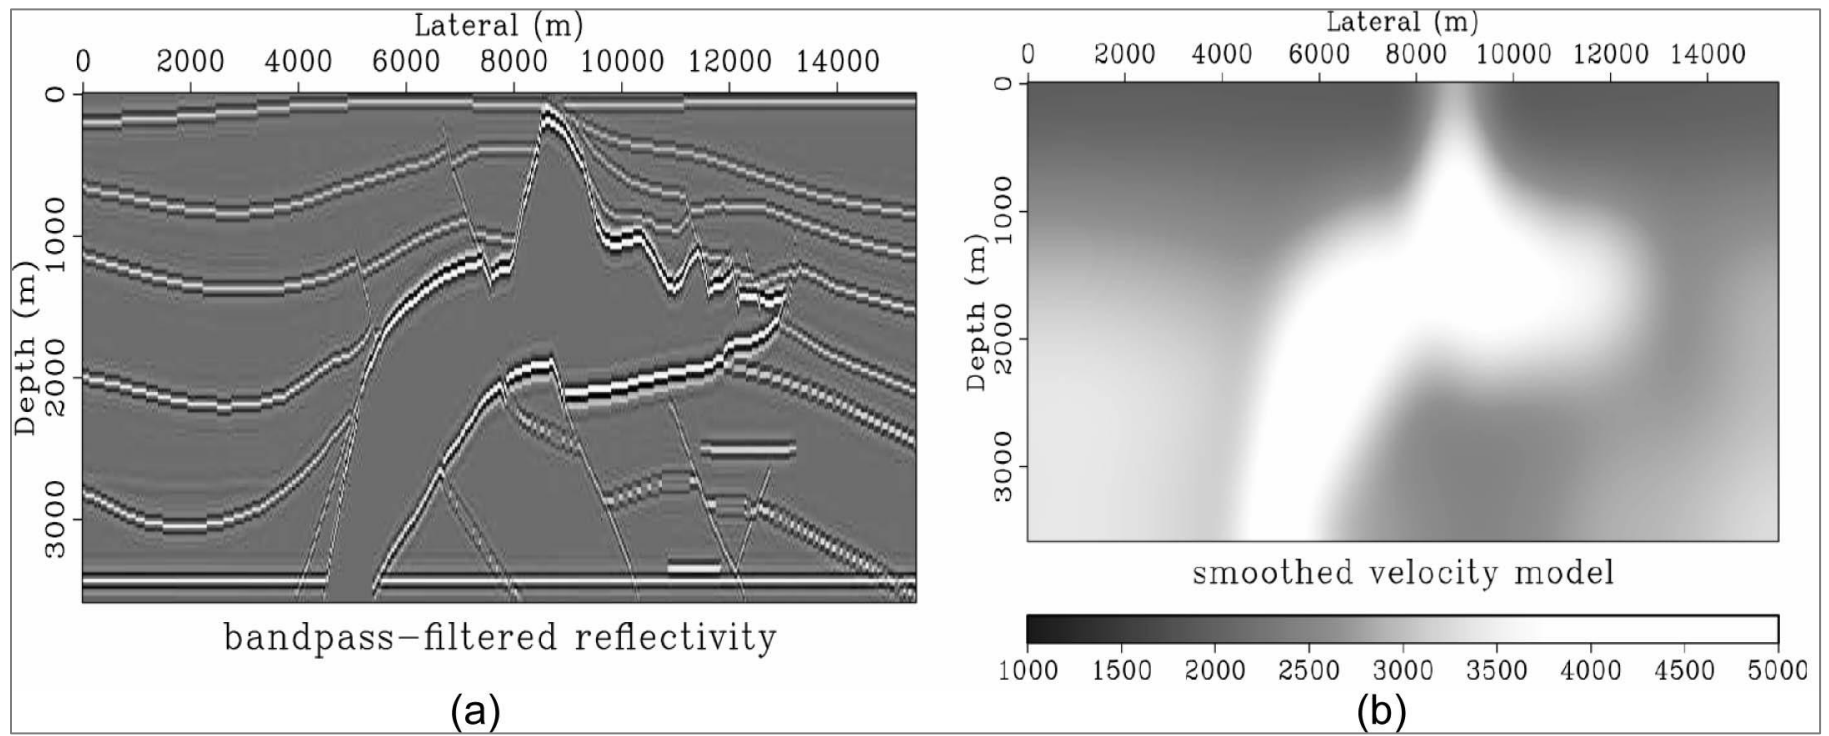 Lateral (m)
0 2000 4000 6000 8000 10000 12000 14000
Depth (m)
0
1000
2000
3000
bandpass-filtered reflectivity
(a)
Lateral (m)
0 2000 4000 6000 8000 10000 12000 14000
Depth (m)
0
1000
2000
3000
smoothed velocity model
1000 1500 2000 2500 3000 3500 4000 4500 5000
(b)